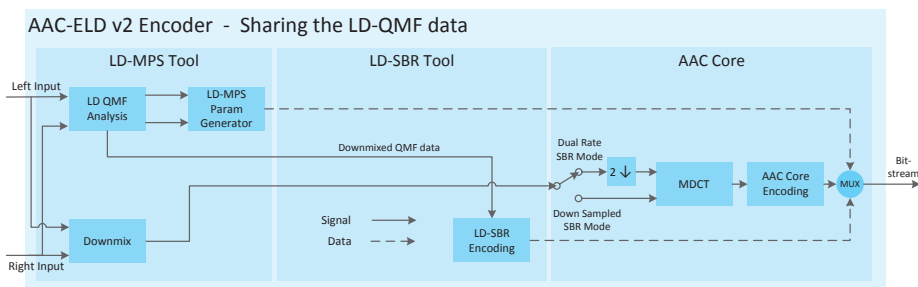 AAC-ELD v2 Encoder - Sharing the LD-QMF data
LD-MPS Tool
LD-SBR Tool
AAC Core
Left Input
LD QMF
Analysis
LD-MPS
Param
Generator
Downmixed QMF data
Dual Rate
SBR Mode
2 ↓
MDCT
AAC Core
Encoding
MUX
Bit-
stream
Down Sampled
SBR Mode
Signal
Data
LD-SBR
Encoding
Downmix
Right Input